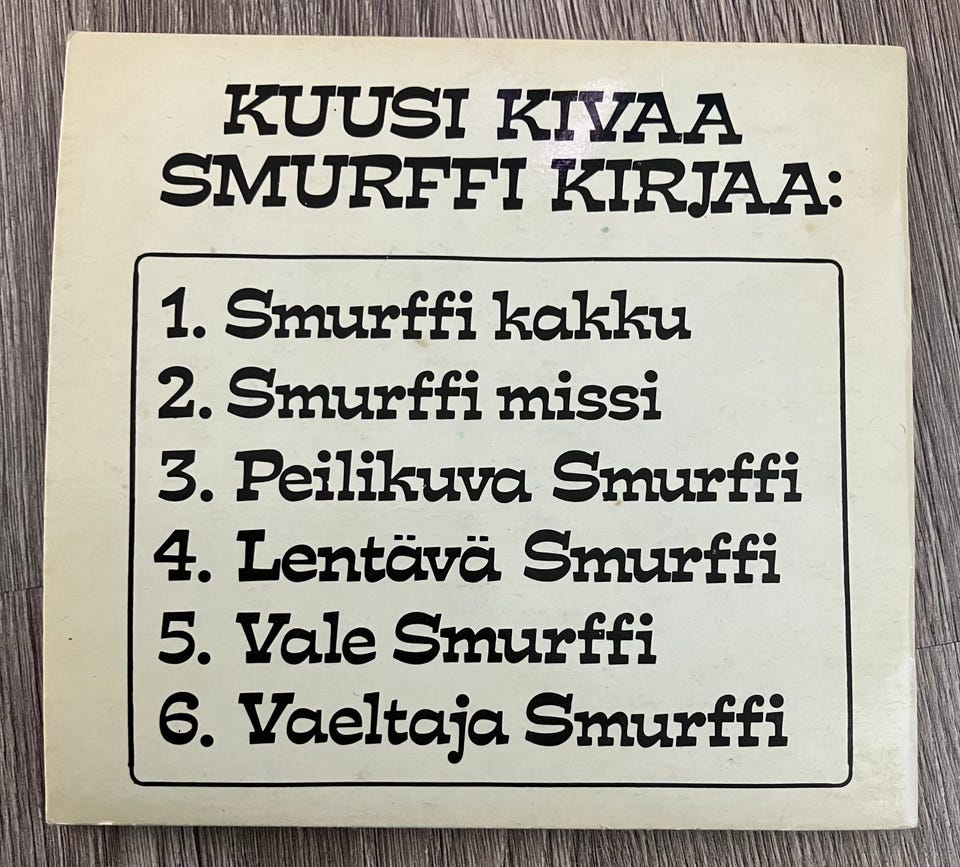 KUUSI KIVAA
SMURFFI KIRJAA:
1. Smurffi kakku
2. Smurffi missi
3. Peilikuva Smurffi
4. Lentävä Smurffi
5. Vale Smurffi
6. Vaeltaja Smurffi